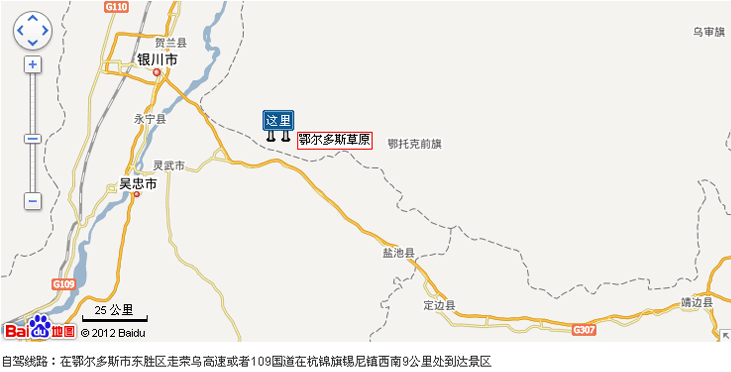 G110
乌审旗
贺兰县
银川市
这里
永宁县
鄂尔多斯草原
鄂托克前旗
灵武市
吴忠市
盐池县
G109
定边县
靖边县
25 公里
G307
Bai du 地图
© 2012 Baidu
自驾线路：在鄂尔多斯市东胜区走荣乌高速或者109国道在杭锦旗锡尼镇西南9公里处到达景区